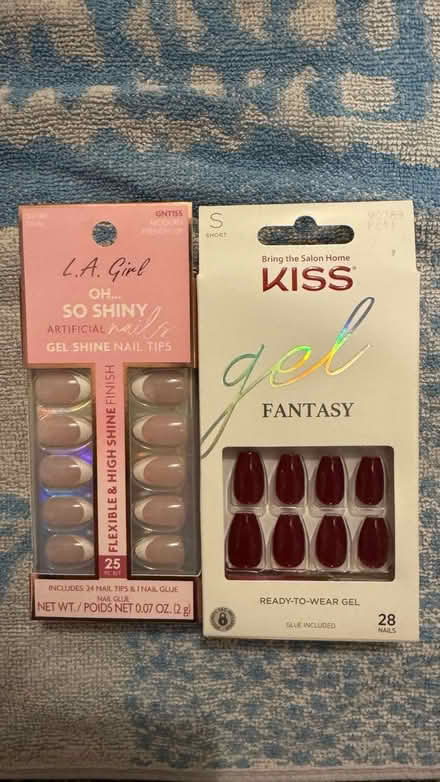 GNT155
L.A. Girl
OH...
SO SHINY
ARTIFICIAL nails
GEL SHINE NAIL TIPS
FLEXIBLE & HIGH SHINE FINISH
25
PC KIT
INCLUDES: 24 NAIL TIPS & 1 NAIL GLUE
NAIL GLUE
NET WT. / POIDS NET 0.07 OZ. (2 g)
S
SHORT
Bring the Salon Home
KISS
gel
FANTASY
READY-TO-WEAR GEL
GLUE INCLUDED
28
NAILS